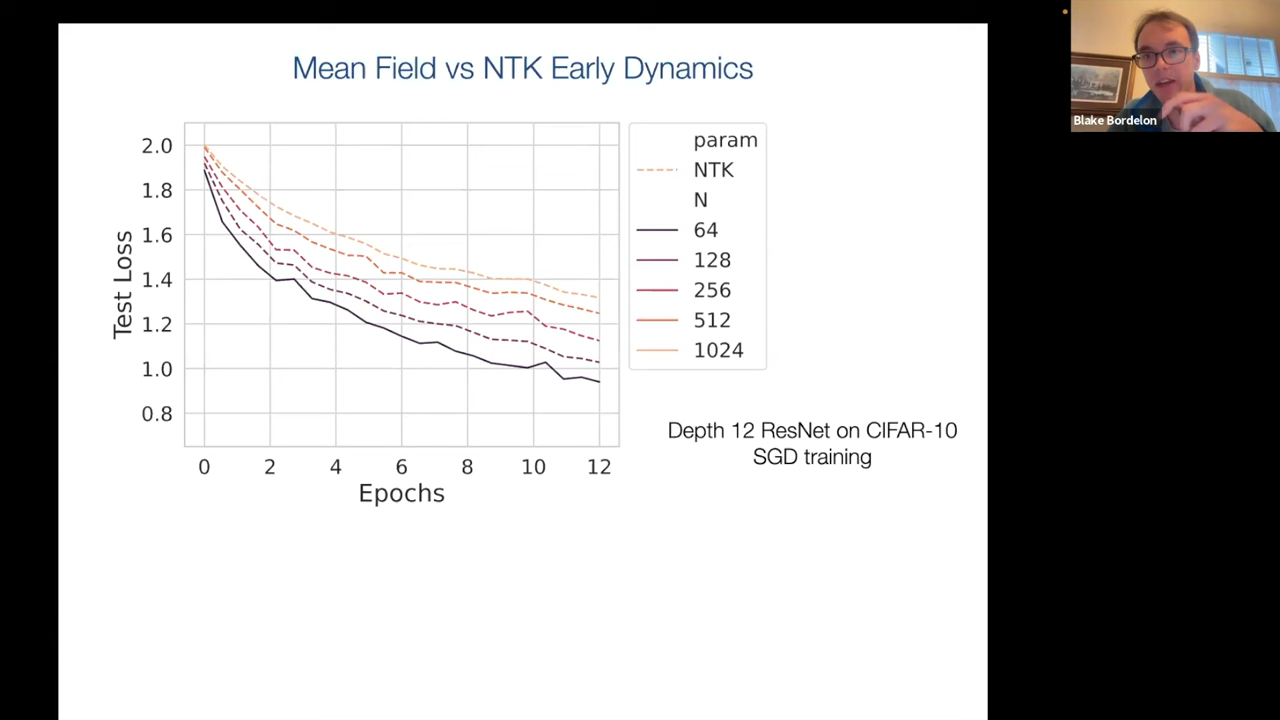 Mean Field vs NTK Early Dynamics
Test Loss
2.0
1.8
1.6
1.4
1.2
1.0
0.8
0 2 4 6 8 10 12
Epochs
param
NTK
N
64
128
256
512
1024
Depth 12 ResNet on CIFAR-10
SGD training
Blake Bordelon